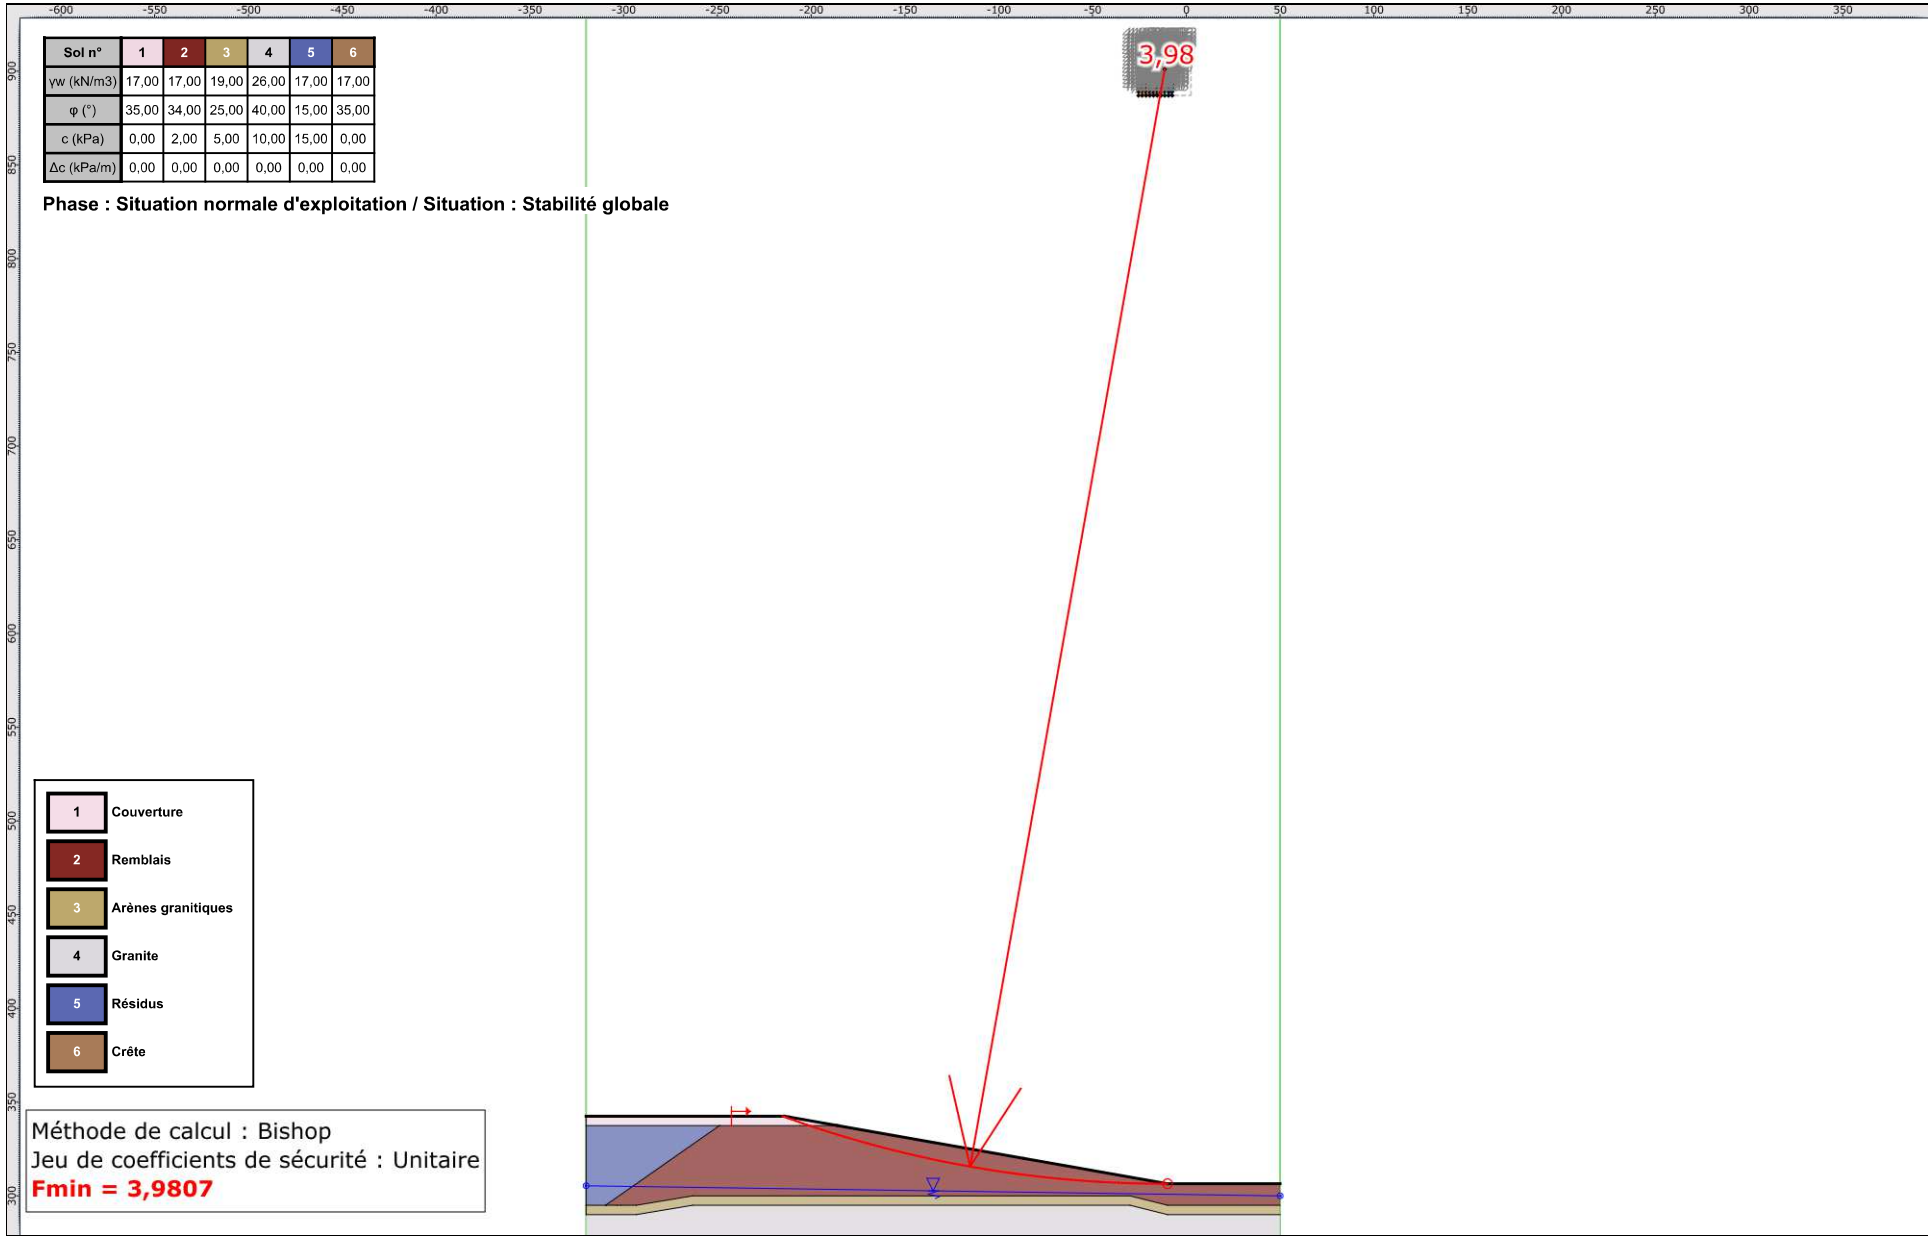 -600 -550 -500 -450 -400 -350 -300 -250 -200 -150 -100 -50 0 50 100 150 200 250 300 350
900
850
800
750
700
650
600
550
500
450
400
350
300
3,98
Sol n° 1 2 3 4 5 6
γw (kN/m3) 17,00 17,00 19,00 26,00 17,00 17,00
φ (°) 35,00 34,00 25,00 40,00 15,00 35,00
c (kPa) 0,00 2,00 5,00 10,00 15,00 0,00
Δc (kPa/m) 0,00 0,00 0,00 0,00 0,00 0,00
Phase : Situation normale d'exploitation / Situation : Stabilité globale
1 Couverture
2 Remblais
3 Arènes granitiques
4 Granite
5 Résidus
6 Crête
Méthode de calcul : Bishop
Jeu de coefficients de sécurité : Unitaire
Fmin = 3,9807